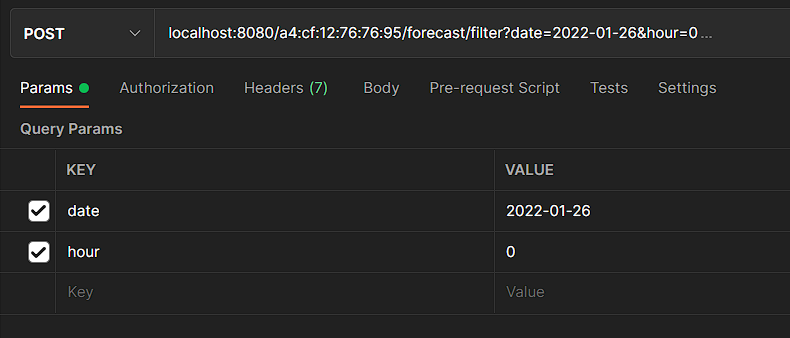 POST localhost:8080/a4:cf:12:76:76:95/forecast/filter?date=2022-01-26&hour=0...
Params Authorization Headers (7) Body Pre-request Script Tests Settings
Query Params
KEY VALUE
date 2022-01-26
hour 0
Key Value